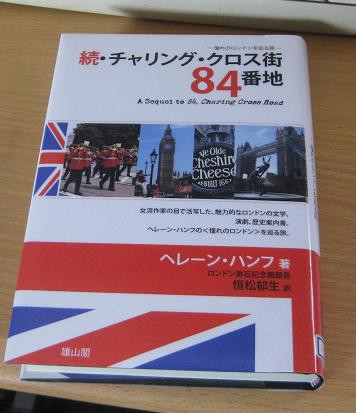 ―憧れのロンドンを巡る旅―
続・チャリング・クロス街
84番地
A Sequel to 84, Charing Cross Road
Ye Olde
Cheshire
Cheese
REBUILT 1667
女流作家の目で活写した、魅力的なロンドンの文学、
演劇、歴史案内書。
ヘレーン・ハンフの<憧れのロンドン>を巡る旅。
ヘレーン・ハンフ 著
ロンドン漱石記念館館長
恒松郁生 訳
雄山閣